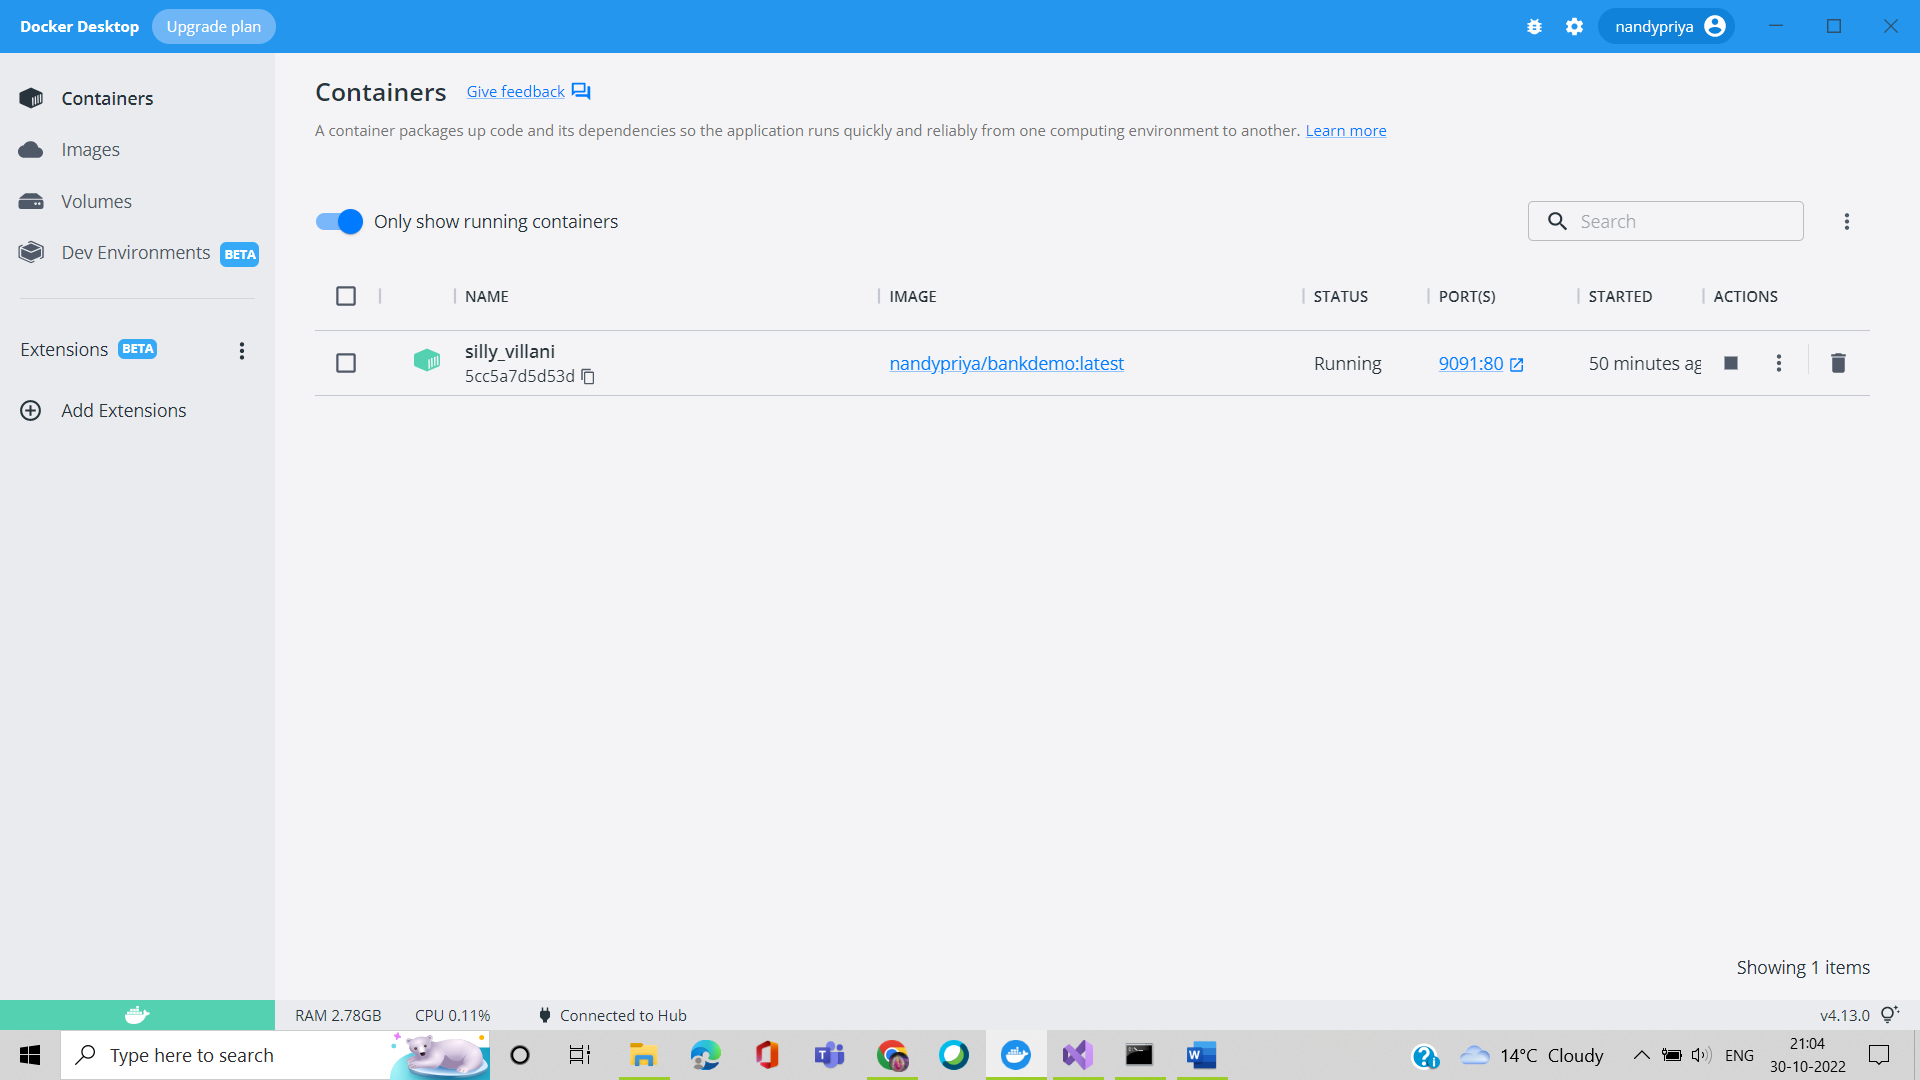 Docker Desktop Upgrade plan nandypriya
Containers
Images
Volumes
Dev Environments BETA
Extensions BETA
Add Extensions
Containers Give feedback
A container packages up code and its dependencies so the application runs quickly and reliably from one computing environment to another. Learn more
Only show running containers Search
NAME IMAGE STATUS PORT(S) STARTED ACTIONS
silly_villani
5cc5a7d5d53d nandypriya/bankdemo:latest Running 9091:80 50 minutes ag
Showing 1 items
RAM 2.78GB CPU 0.11% Connected to Hub v4.13.0
Type here to search 14°C Cloudy ENG 21:04
30-10-2022